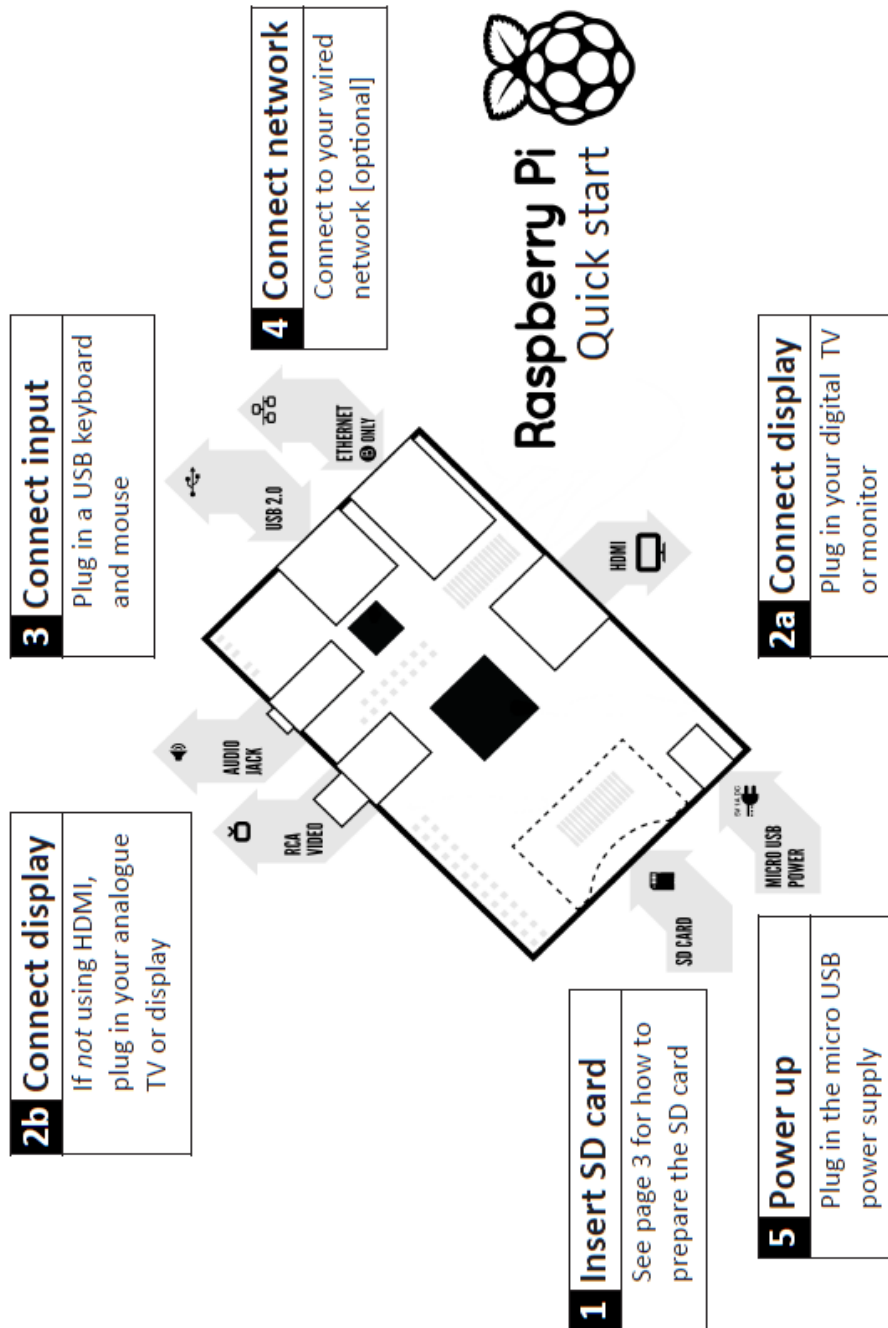 2b Connect display
If not using HDMI,
plug in your analogue
TV or display
3 Connect input
Plug in a USB keyboard
and mouse
4 Connect network
Connect to your wired
network [optional]
RCA
VIDEO
AUDIO
JACK
USB 2.0
ETHERNET
B ONLY
Raspberry Pi
Quick start
SD CARD
MICRO USB
POWER
5V 1A DC
HDMI
1 Insert SD card
See page 3 for how to
prepare the SD card
5 Power up
Plug in the micro USB
power supply
2a Connect display
Plug in your digital TV
or monitor